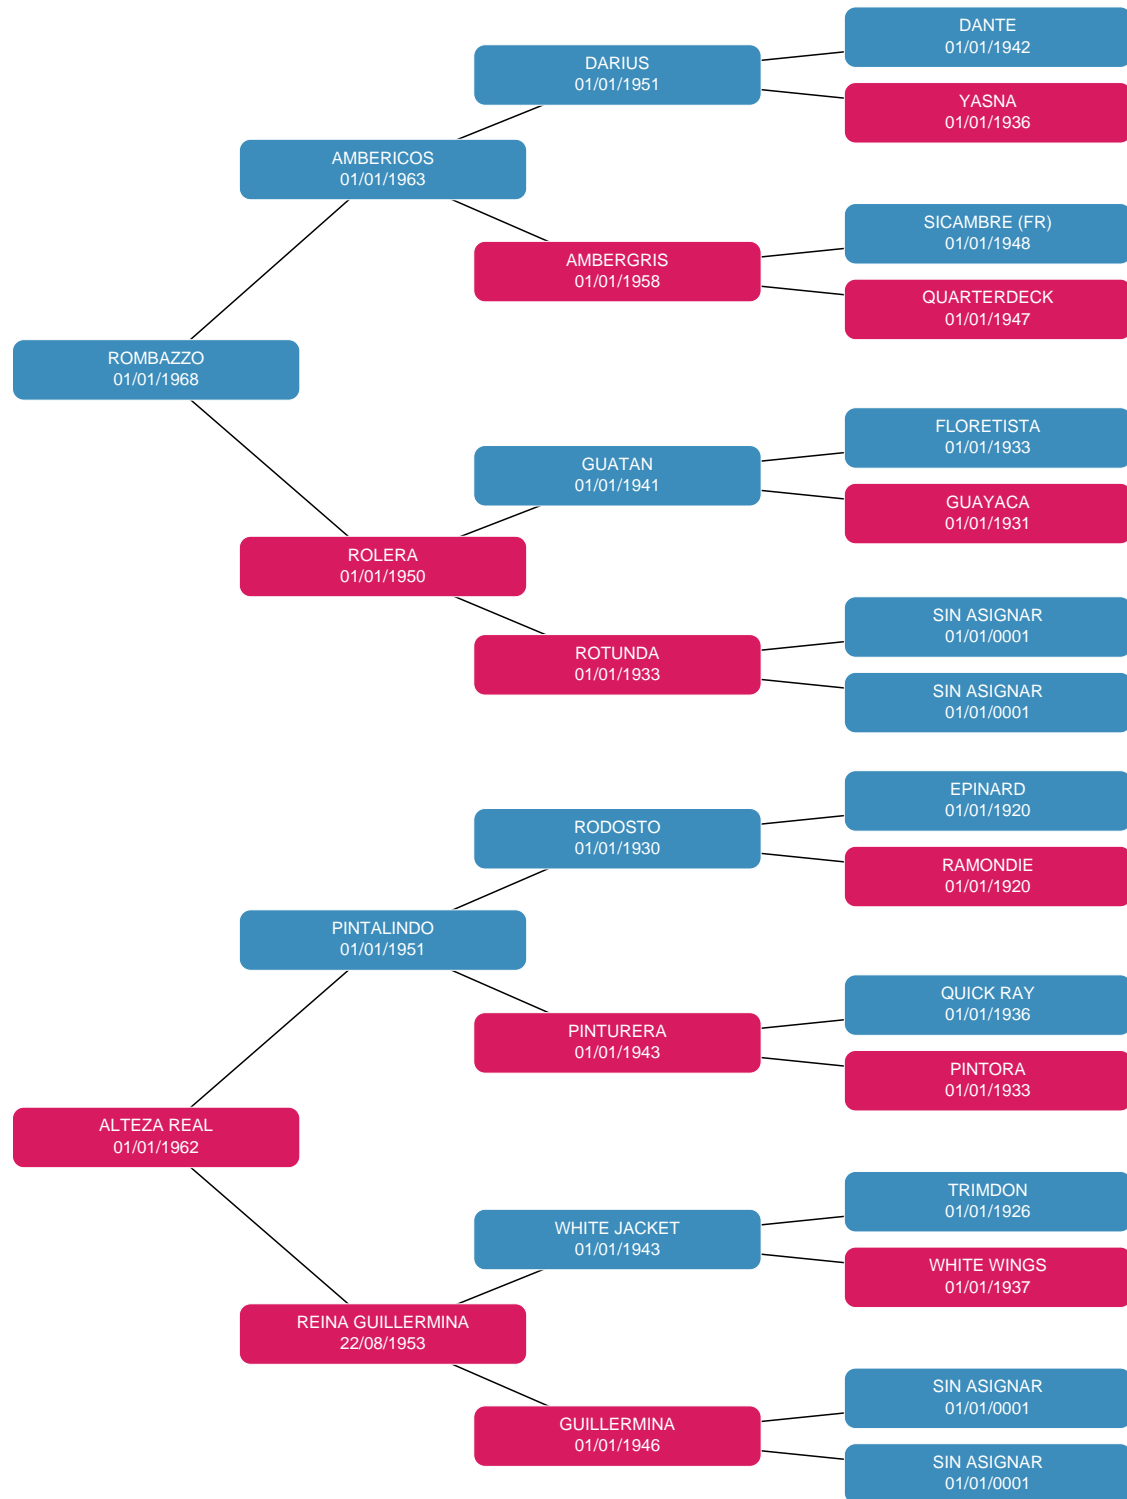 DANTE
01/01/1942
DARIUS
01/01/1951
YASNA
01/01/1936
AMBERICOS
01/01/1963
SICAMBRE (FR)
01/01/1948
AMBERGRIS
01/01/1958
QUARTERDECK
01/01/1947
ROMBAZZO
01/01/1968
FLORETISTA
01/01/1933
GUATAN
01/01/1941
GUAYACA
01/01/1931
ROLERA
01/01/1950
SIN ASIGNAR
01/01/0001
ROTUNDA
01/01/1933
SIN ASIGNAR
01/01/0001
EPINARD
01/01/1920
RODOSTO
01/01/1930
RAMONDIE
01/01/1920
PINTALINDO
01/01/1951
QUICK RAY
01/01/1936
PINTURERA
01/01/1943
PINTORA
01/01/1933
ALTEZA REAL
01/01/1962
TRIMDON
01/01/1926
WHITE JACKET
01/01/1943
WHITE WINGS
01/01/1937
REINA GUILLERMINA
22/08/1953
SIN ASIGNAR
01/01/0001
GUILLERMINA
01/01/1946
SIN ASIGNAR
01/01/0001